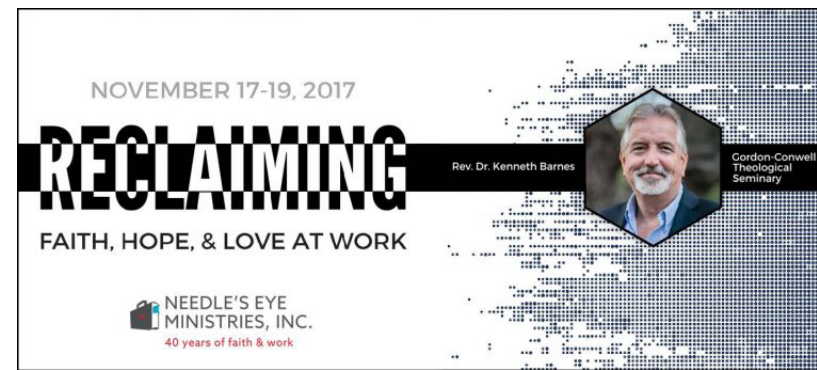 NOVEMBER 17-19, 2017
RECLAIMING
FAITH, HOPE, & LOVE AT WORK
NEEDLE'S EYE
MINISTRIES, INC.
40 years of faith & work
Rev. Dr. Kenneth Barnes
Gordon-Conwell
Theological
Seminary